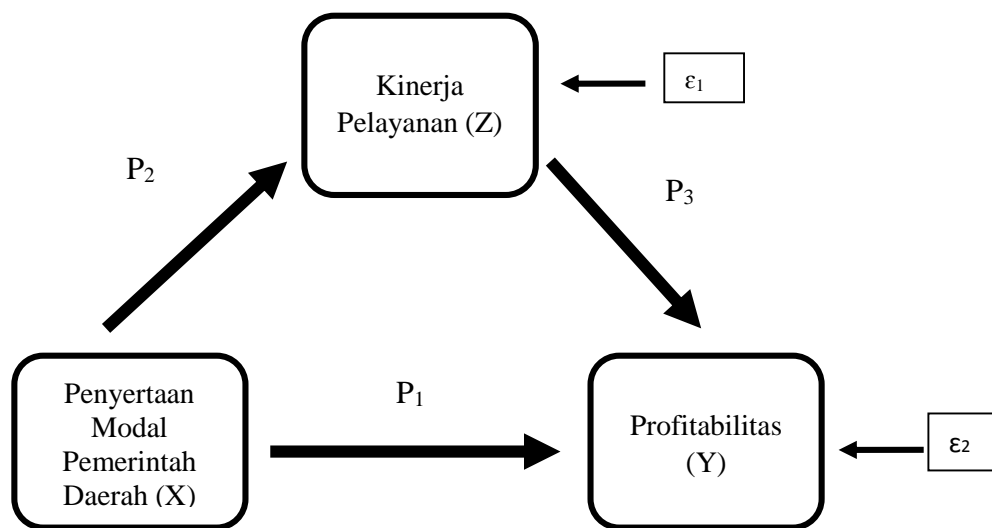 Kinerja
Pelayanan (Z)
ε₁
P₂
P₃
Penyertaan
Modal
Pemerintah
Daerah (X)
P₁
Profitabilitas
(Y)
ε₂